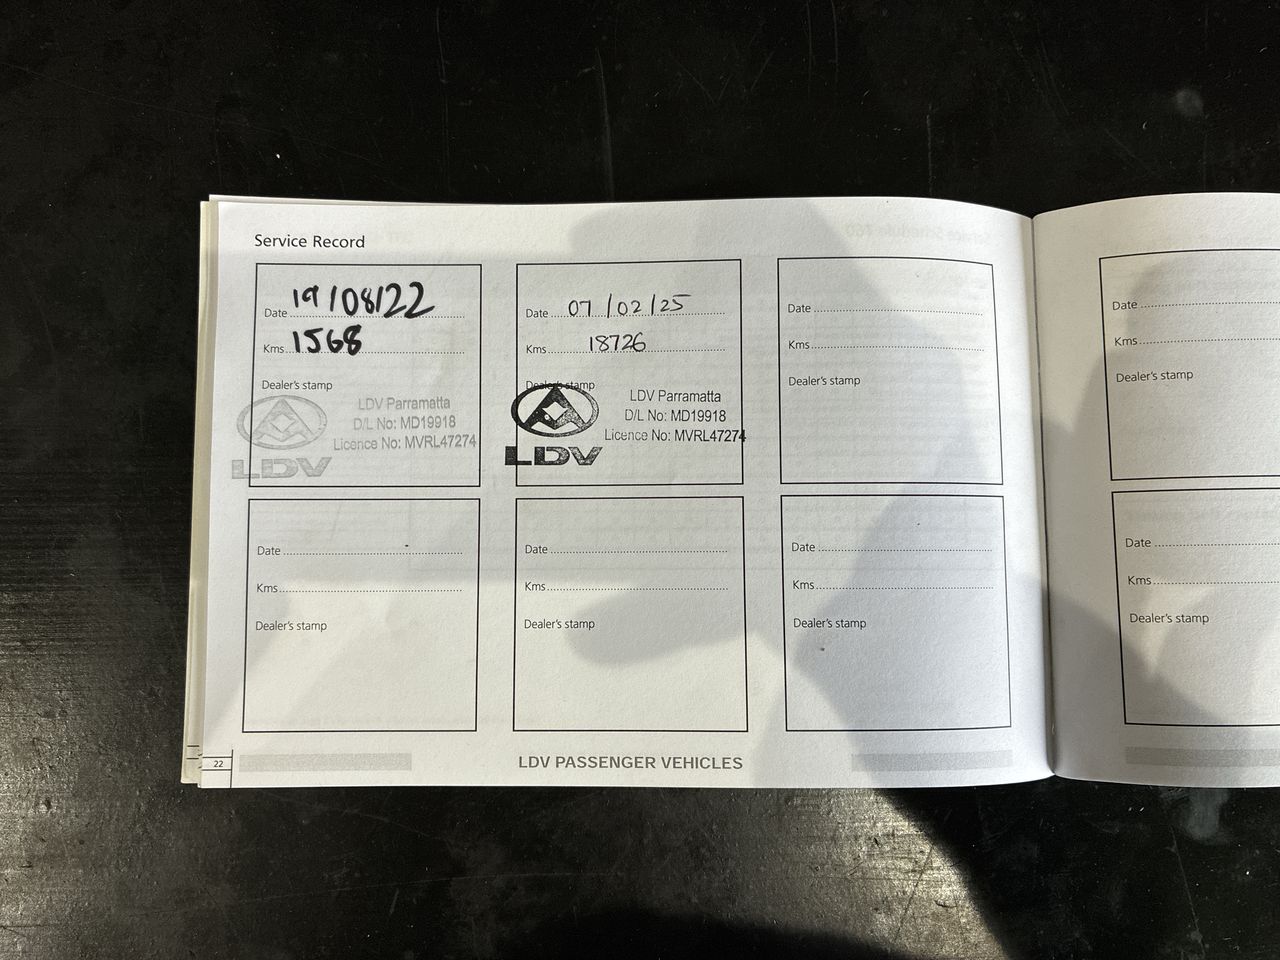 Service Record
Date 19/08/22
Kms 1568
Dealer's stamp
LDV Parramatta
D/L No: MD19918
Licence No: MVRL47274
LDV
Date 07/02/25
Kms 18726
Dealer's stamp
LDV Parramatta
D/L No: MD19918
Licence No: MVRL47274
LDV
Date
Kms
Dealer's stamp
Date
Kms
Dealer's stamp
Date
Kms
Dealer's stamp
Date
Kms
Dealer's stamp
22
LDV PASSENGER VEHICLES
Date
Kms
Dealer's stamp
Date
Kms
Dealer's stamp